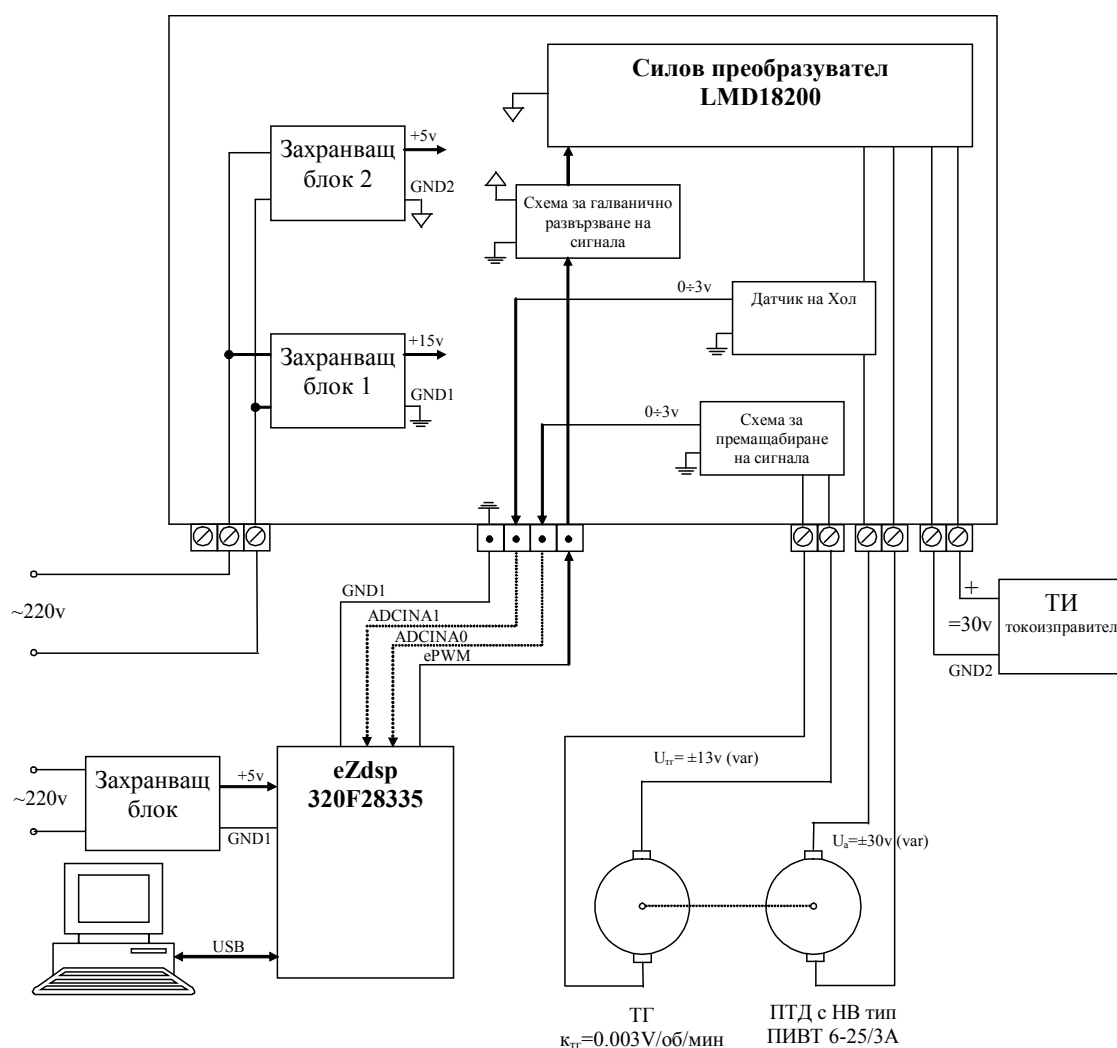 Силов преобразувател
LMD18200
Захранващ
блок 2
+5v
GND2
Схема за галванично
развързване на
сигнала
0÷3v
Датчик на Хол
Захранващ
блок 1
+15v
GND1
0÷3v
Схема за
премащабиране
на сигнала
~220v
GND1
ADCINA1
ADCINA0
ePWM
+
=30v
GND2
ТИ
токоизправител
Захранващ
блок
~220v
+5v
GND1
eZdsp
320F28335
USB
Uтг= ±13v (var)
Uа=±30v (var)
ТГ
кТГ=0.003V/об/мин
ПТД с НВ тип
ПИВТ 6-25/3А